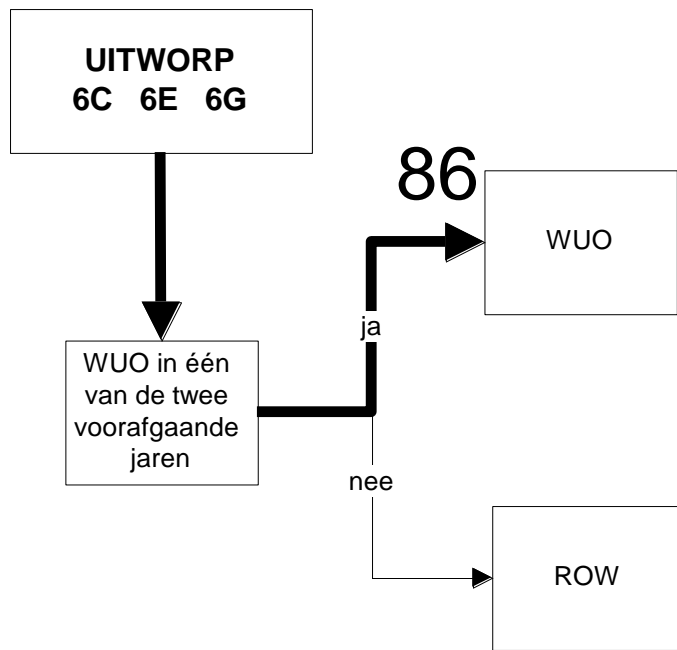 UITWORP
6C 6E 6G
86
WUO
ja
WUO in één
van de twee
voorafgaande
jaren
nee
ROW